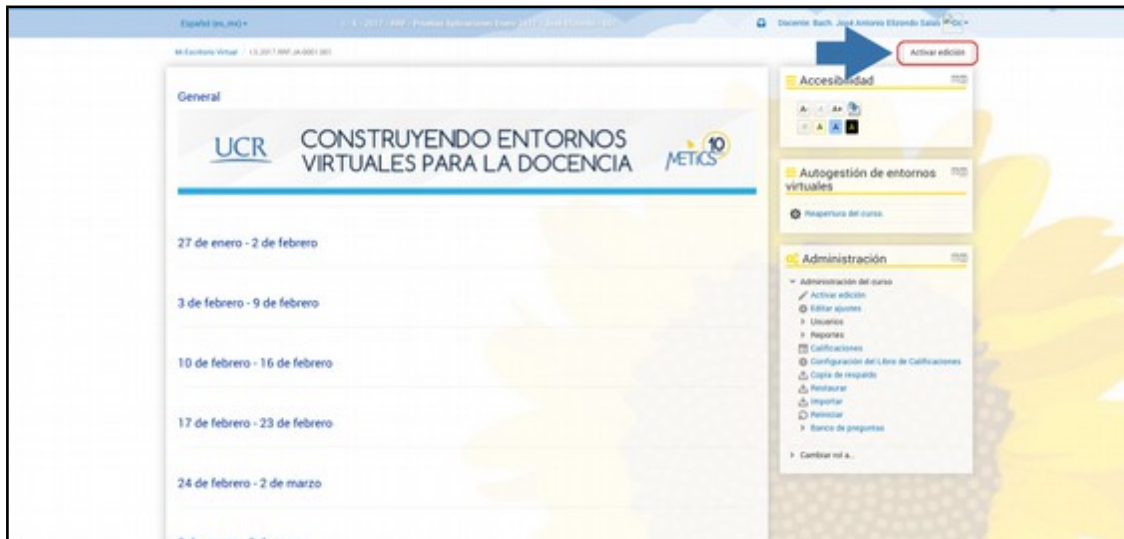 Español (es_mx)
Docente: Bach. José Antonio Elizondo Salas
Mi Escritorio Virtual
Activar edición
General
UCR
CONSTRUYENDO ENTORNOS
VIRTUALES PARA LA DOCENCIA
METICS
10
27 de enero - 2 de febrero
3 de febrero - 9 de febrero
10 de febrero - 16 de febrero
17 de febrero - 23 de febrero
24 de febrero - 2 de marzo
Accesibilidad
A- A A+
A A A
Autogestión de entornos
virtuales
Reapertura del curso.
Administración
Administración del curso
Activar edición
Editar ajustes
Usuarios
Reportes
Calificaciones
Configuración del Libro de Calificaciones
Copia de respaldo
Restaurar
Importar
Reiniciar
Banco de preguntas
Cambiar rol a...